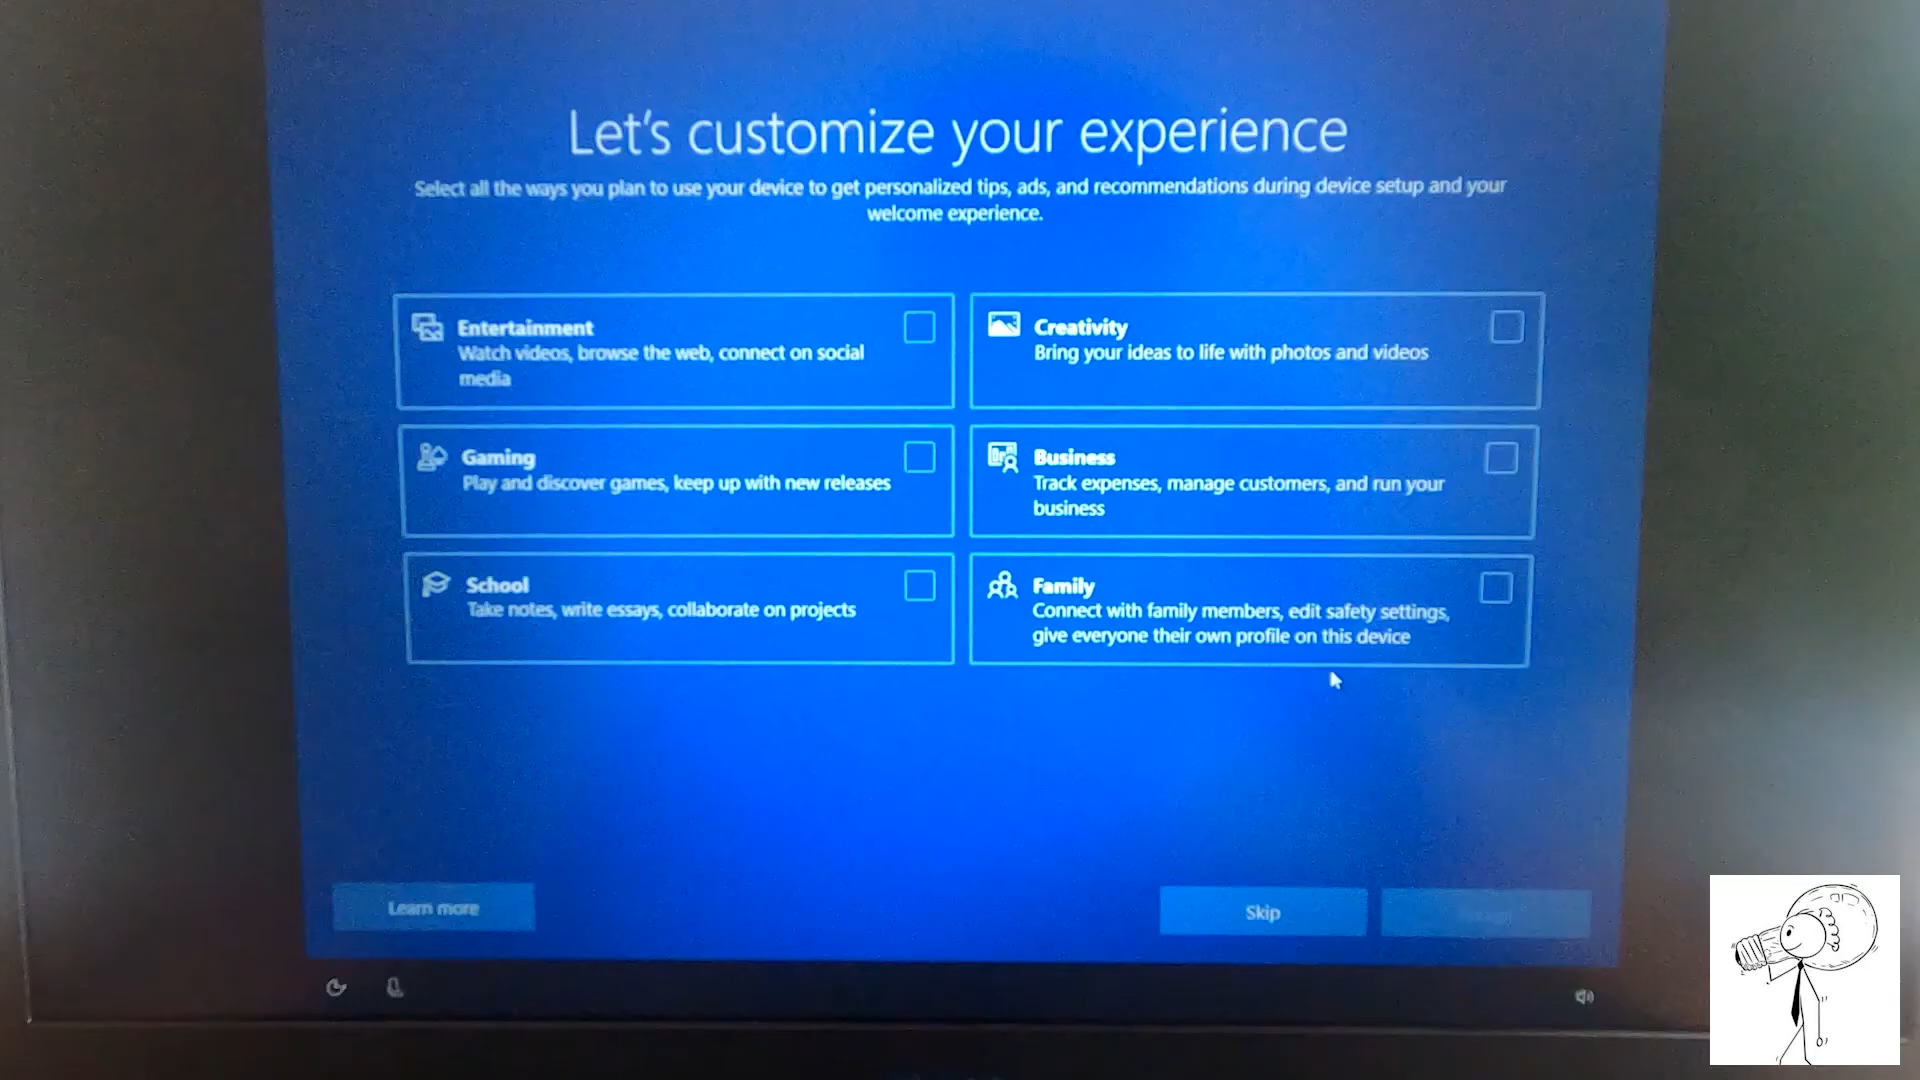 Let's customize your experience
Select all the ways you plan to use your device to get personalized tips, ads, and recommendations during device setup and your
welcome experience.
Entertainment
Watch videos, browse the web, connect on social
media
Creativity
Bring your ideas to life with photos and videos
Gaming
Play and discover games, keep up with new releases
Business
Track expenses, manage customers, and run your
business
School
Take notes, write essays, collaborate on projects
Family
Connect with family members, edit safety settings,
give everyone their own profile on this device
Learn more
Skip